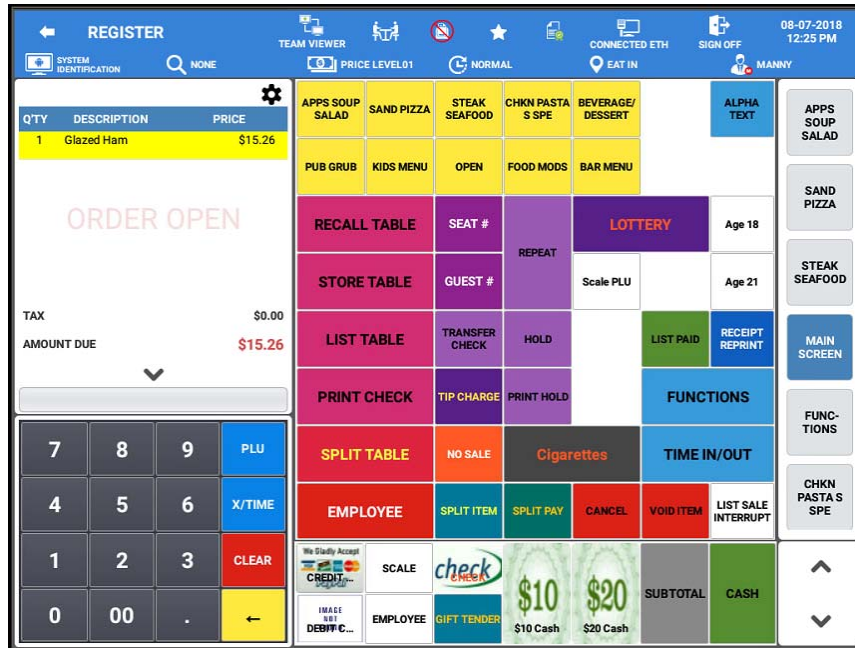 REGISTER
TEAM VIEWER
CONNECTED ETH
SIGN OFF
08-07-2018
12:25 PM
SYSTEM
IDENTIFICATION
NONE
PRICE LEVEL01
NORMAL
EAT IN
MANNY
Q'TY DESCRIPTION PRICE
1 Glazed Ham $15.26
ORDER OPEN
TAX $0.00
AMOUNT DUE $15.26
7 8 9 PLU
4 5 6 X/TIME
1 2 3 CLEAR
0 00 . ←
APPS SOUP
SALAD
SAND PIZZA
STEAK
SEAFOOD
CHKN PASTA
S SPE
BEVERAGE/
DESSERT
ALPHA
TEXT
PUB GRUB
KIDS MENU
OPEN
FOOD MODS
BAR MENU
RECALL TABLE
SEAT #
REPEAT
LOTTERY
Age 18
STORE TABLE
GUEST #
Scale PLU
Age 21
LIST TABLE
TRANSFER
CHECK
HOLD
LIST PAID
RECEIPT
REPRINT
PRINT CHECK
TIP CHARGE
PRINT HOLD
FUNCTIONS
SPLIT TABLE
NO SALE
Cigarettes
TIME IN/OUT
EMPLOYEE
SPLIT ITEM
SPLIT PAY
CANCEL
VOID ITEM
LIST SALE
INTERRUPT
We Gladly Accept
CREDIT...
SCALE
check
CHECK
$10
$10 Cash
$20
$20 Cash
SUBTOTAL
CASH
IMAGE
NOT
DEBIT C...
EMPLOYEE
GIFT TENDER
APPS
SOUP
SALAD
SAND
PIZZA
STEAK
SEAFOOD
MAIN
SCREEN
FUNC-
TIONS
CHKN
PASTA S
SPE